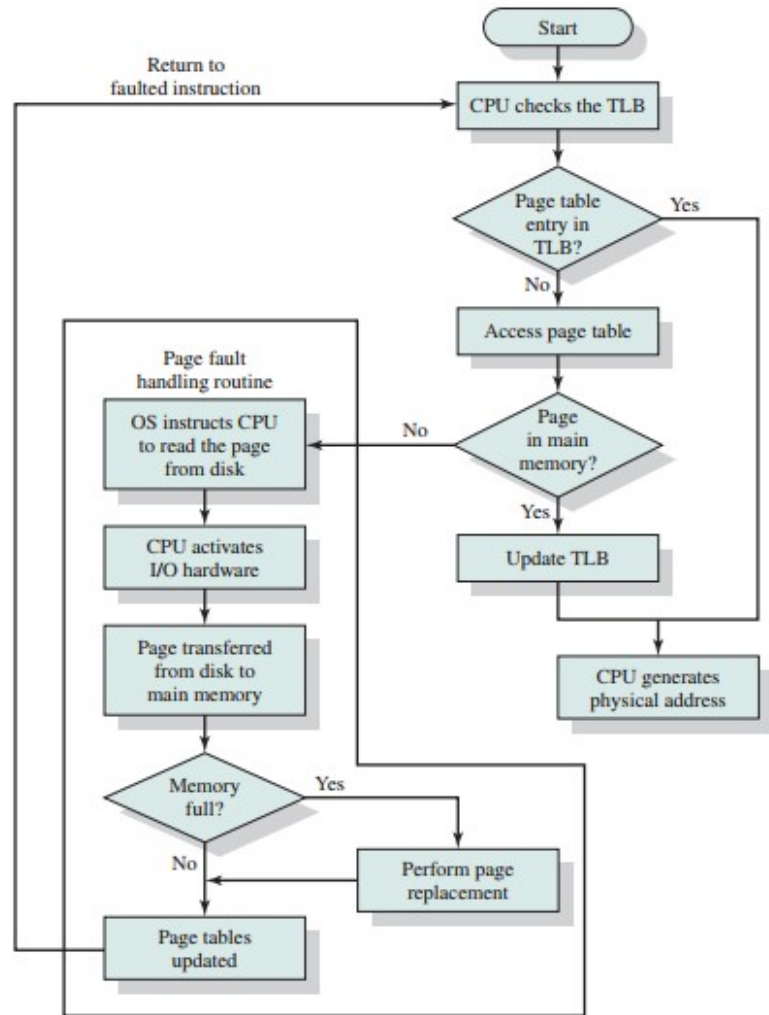 Start
Return to
faulted instruction
CPU checks the TLB
Page table
entry in
TLB?
Yes
No
Access page table
Page fault
handling routine
OS instructs CPU
to read the page
from disk
No
Page
in main
memory?
Yes
CPU activates
I/O hardware
Update TLB
Page transferred
from disk to
main memory
CPU generates
physical address
Memory
full?
Yes
No
Perform page
replacement
Page tables
updated